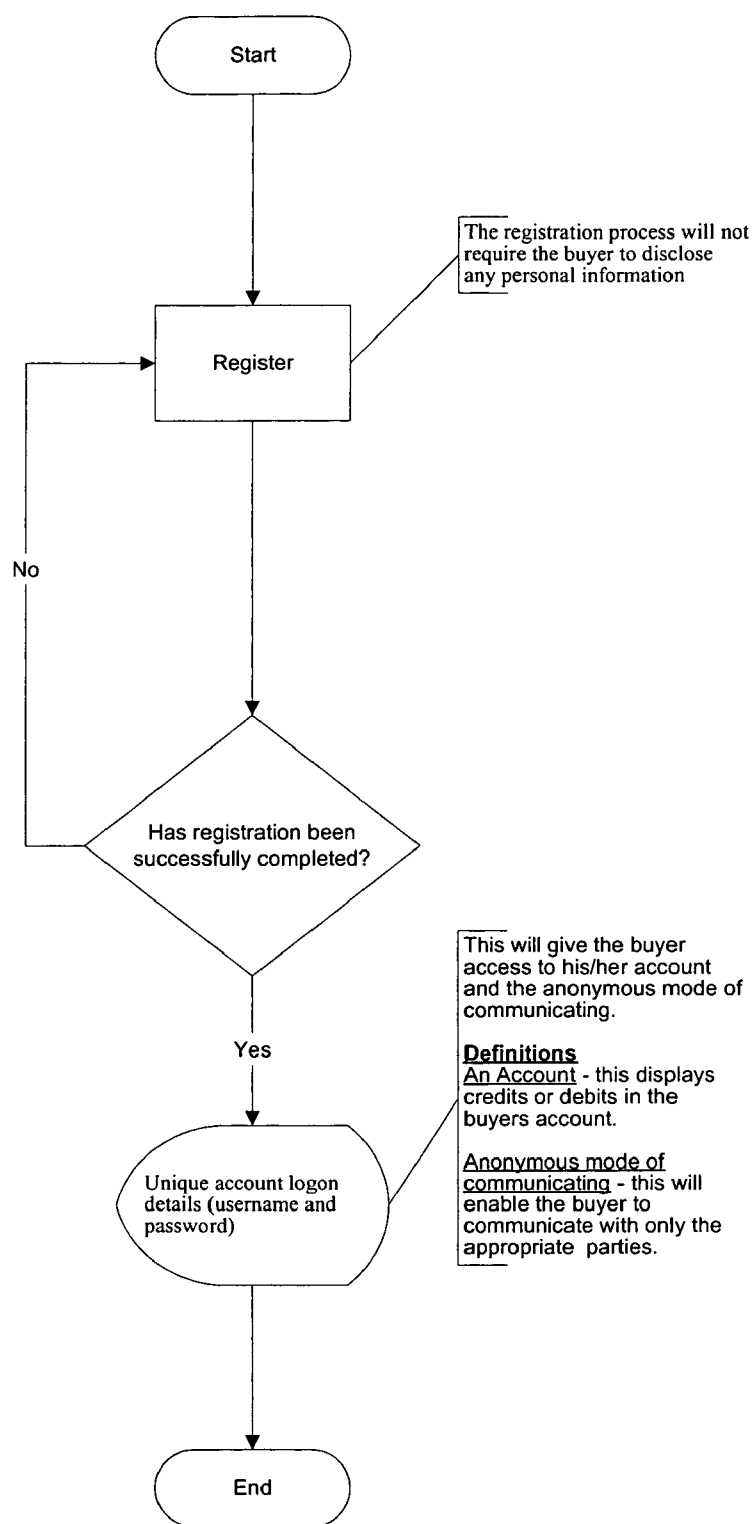 Start
The registration process will not
require the buyer to disclose
any personal information
Register
No
Has registration been
successfully completed?
This will give the buyer
access to his/her account
and the anonymous mode of
communicating.
Definitions
An Account - this displays
credits or debits in the
buyers account.
Anonymous mode of
communicating - this will
enable the buyer to
communicate with only the
appropriate parties.
Yes
Unique account logon
details (username and
password)
End